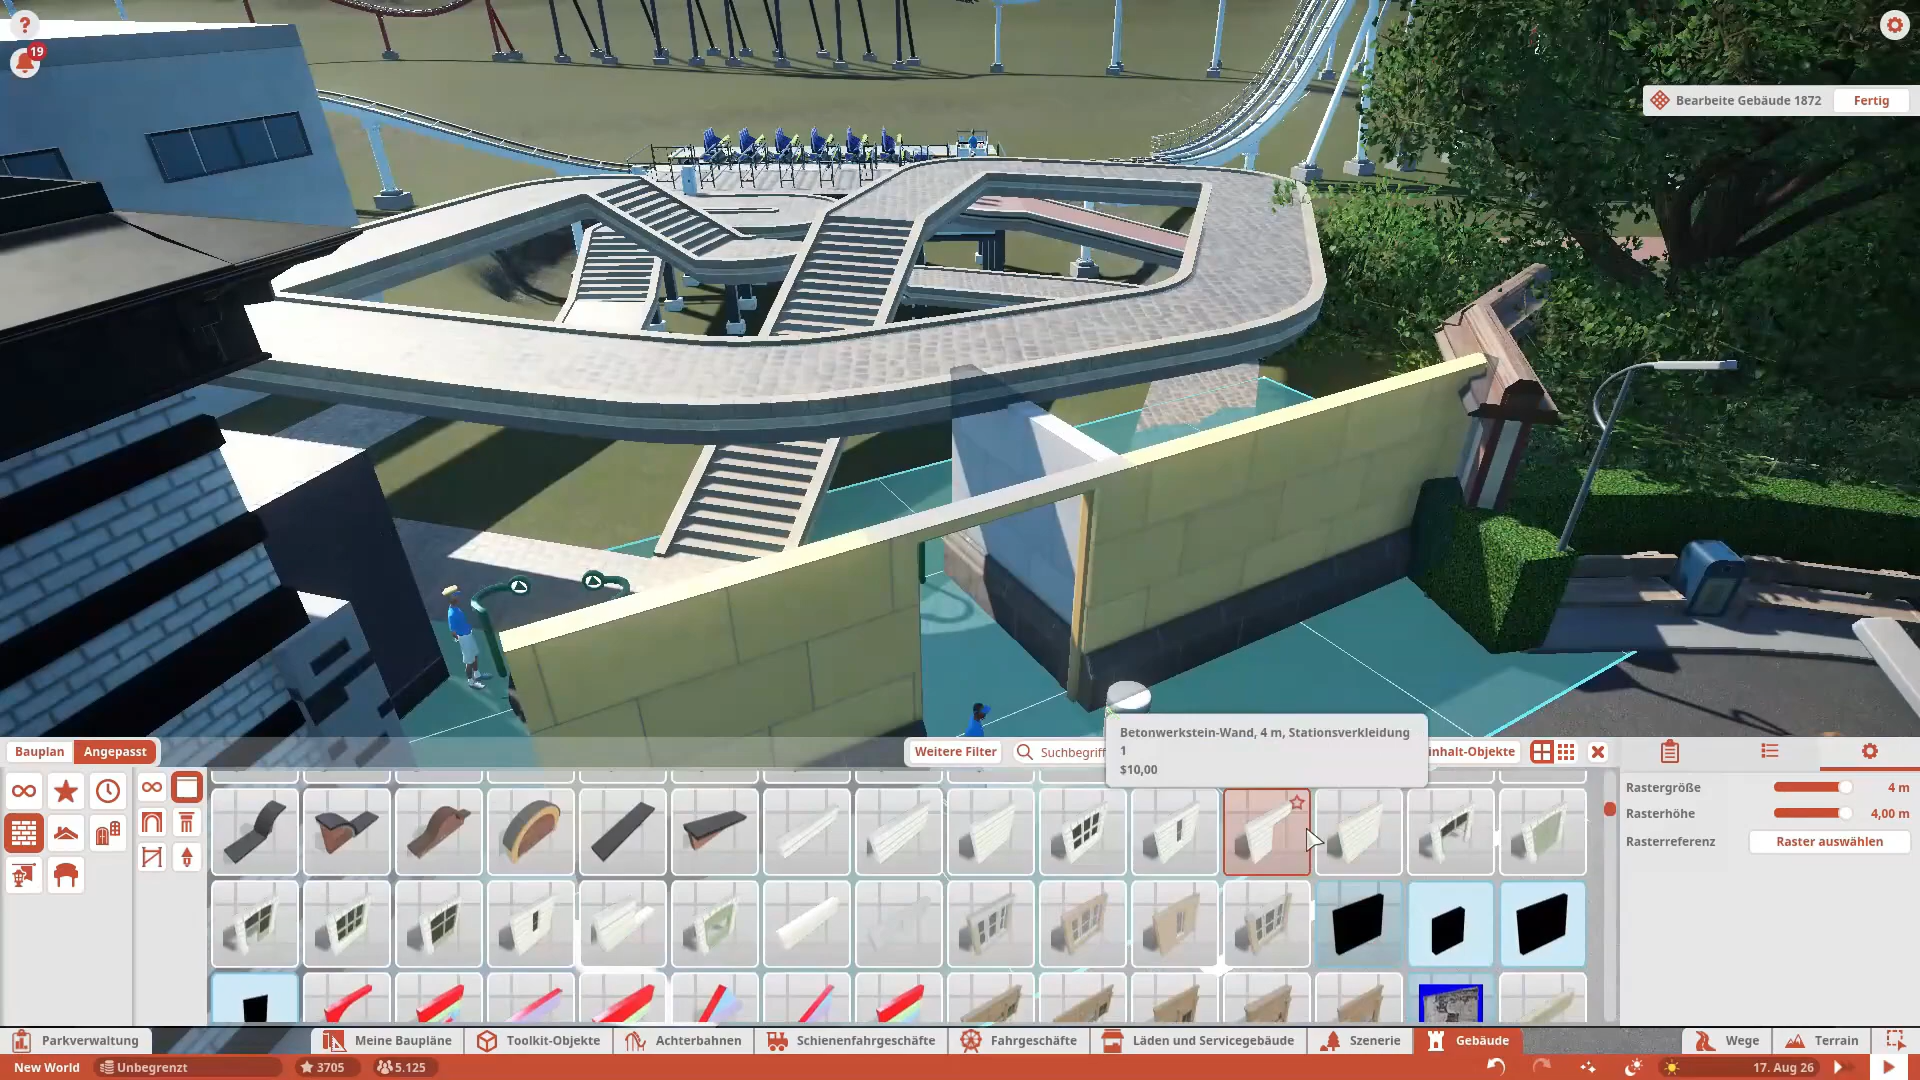 ?
19
Bearbeite Gebäude 1872
Fertig
Bauplan
Angepasst
Weitere Filter
Suchbegriff
Betonwerkstein-Wand, 4 m, Stationsverkleidung
1
$10,00
inhalt-Objekte
Rastergröße
4 m
Rasterhöhe
4,00 m
Rasterreferenz
Raster auswählen
Parkverwaltung
Meine Baupläne
Toolkit-Objekte
Achterbahnen
Schienenfahrgeschäfte
Fahrgeschäfte
Läden und Servicegebäude
Szenerie
Gebäude
Wege
Terrain
New World
Unbegrenzt
3705
5.125
17. Aug 26